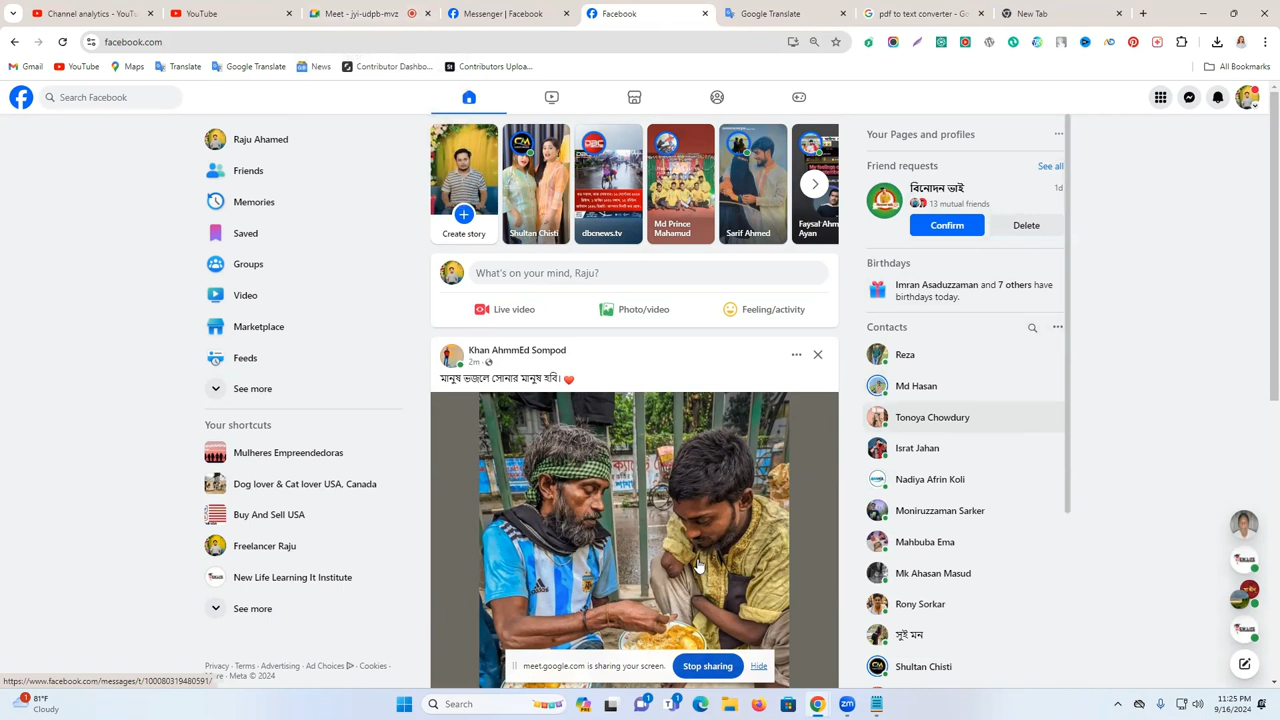 Channel analytics - YouTube
YouTube
Meet – jyi-udpb-mvz
Messenger | Facebook
Facebook
Google Translate
pdf to text converter - Go
New Tab
facebook.com
Gmail
YouTube
Maps
Translate
Google Translate
News
Contributor Dashbo...
Contributors Uploa...
All Bookmarks
Search Facebook
Raju Ahamed
Friends
Memories
Saved
Groups
Video
Marketplace
Feeds
See more
Your shortcuts
Mulheres Empreendedoras
Dog lover & Cat lover USA, Canada
Buy And Sell USA
Freelancer Raju
New Life Learning It Institute
See more
Privacy · Terms · Advertising · Ad Choices · Cookies ·
Meta © 2024
https://www.facebook.com/messages/t/100080319480591/
Create story
Shultan Chisti
dbcnews.tv
Md Prince
Mahamud
Sarif Ahmed
Faysal Ahm
Ayan
What's on your mind, Raju?
Live video
Photo/video
Feeling/activity
Khan AhmmEd Sompod
2m ·
মানুষ ভজলে সোনার মানুষ হবি।
meet.google.com is sharing your screen.
Stop sharing
Hide
Your Pages and profiles
Friend requests
See all
বিনোদন ভাই
1d
13 mutual friends
Confirm
Delete
Birthdays
Imran Asaduzzaman and 7 others have
birthdays today.
Contacts
Reza
Md Hasan
Tonoya Chowdury
Israt Jahan
Nadiya Afrin Koli
Moniruzzaman Sarker
Mahbuba Ema
Mk Ahasan Masud
Rony Sorkar
সুই মন
Shultan Chisti
81°F
Cloudy
Search
11:25 PM
9/16/2024